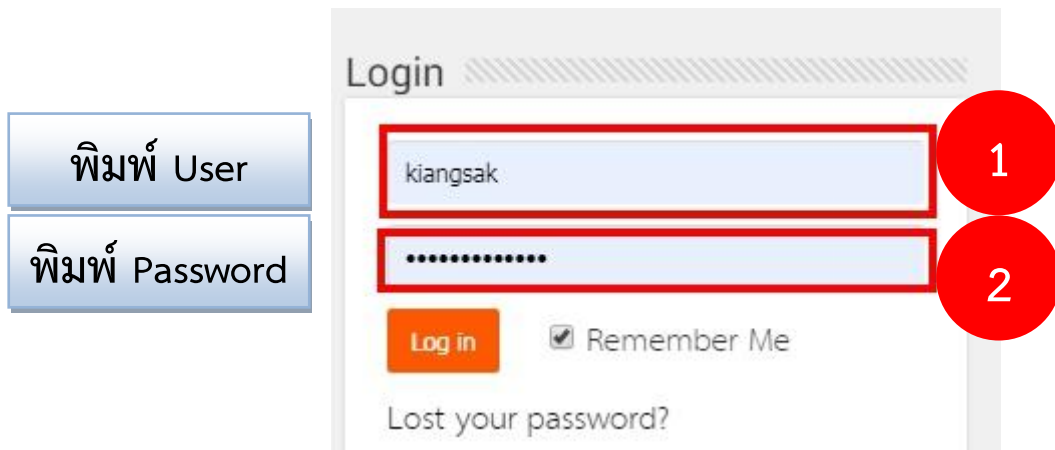 Login
พิมพ์ User
kiangsak
1
พิมพ์ Password
•••••••••••••
2
Log in
Remember Me
Lost your password?